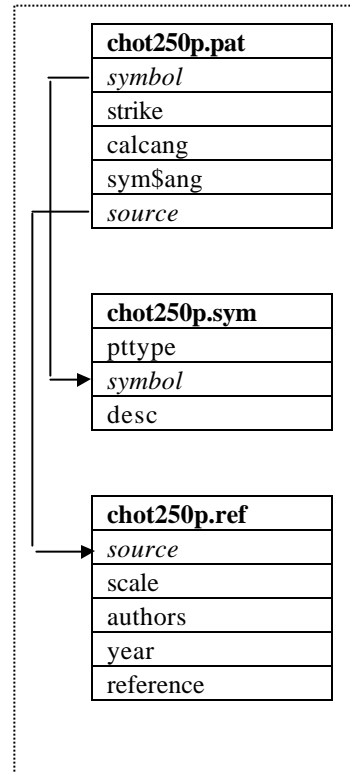 chot250p.pat
symbol
strike
calcang
sym$ang
source
chot250p.sym
pttype
symbol
desc
chot250p.ref
source
scale
authors
year
reference